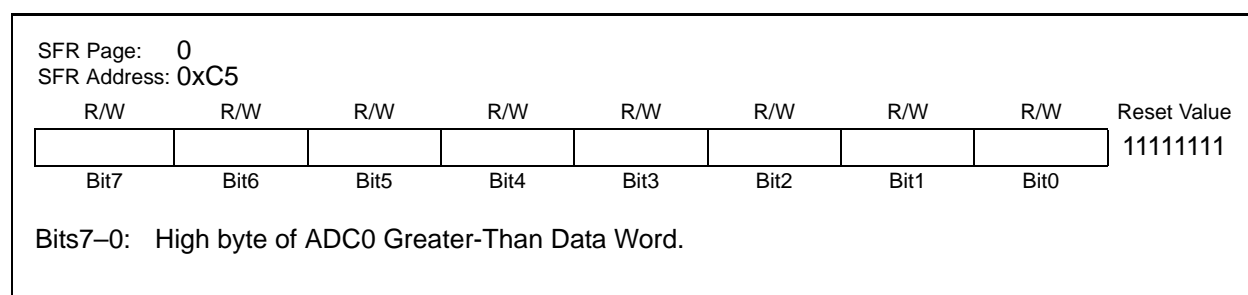 SFR Page: 0
SFR Address: 0xC5
R/W R/W R/W R/W R/W R/W R/W R/W Reset Value
11111111
Bit7 Bit6 Bit5 Bit4 Bit3 Bit2 Bit1 Bit0
Bits7–0: High byte of ADC0 Greater-Than Data Word.